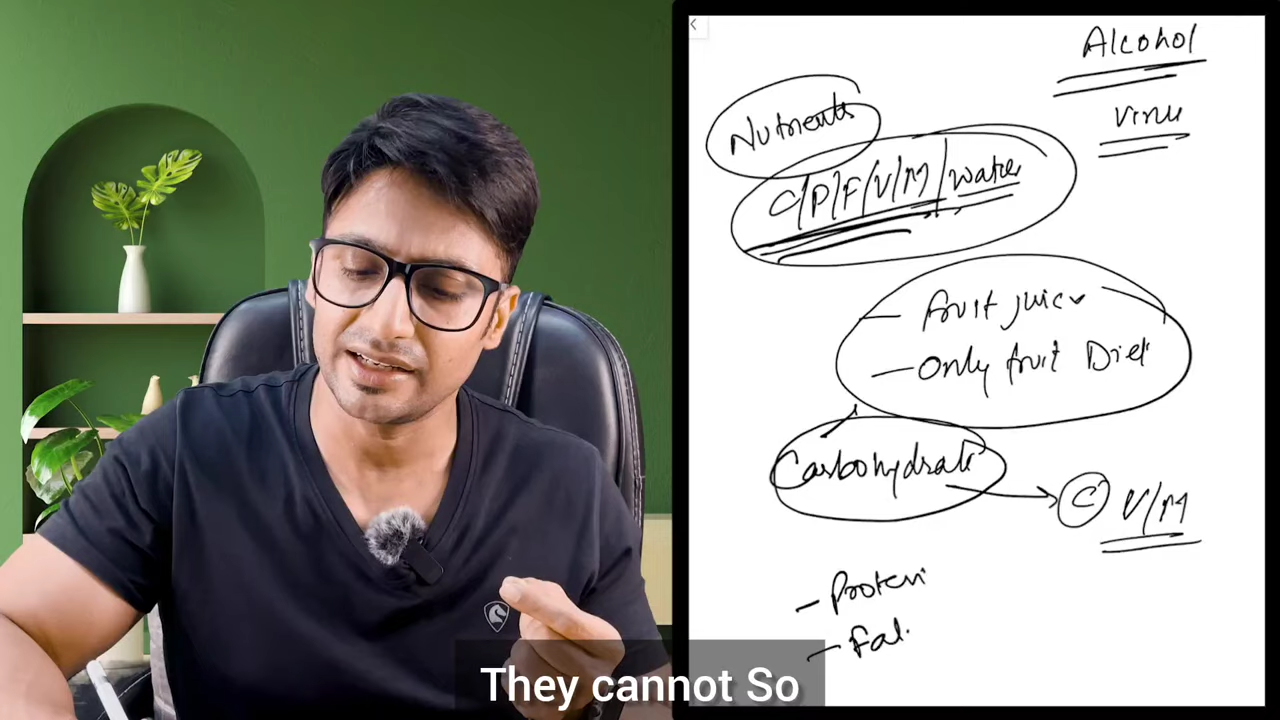 Alcohol
Virus
Nutrients
C/P/F/V/M/water
- fruit juice
- Only fruit Diet
Carbohydrate
C V/M
- Protein
- Fat.
They cannot So